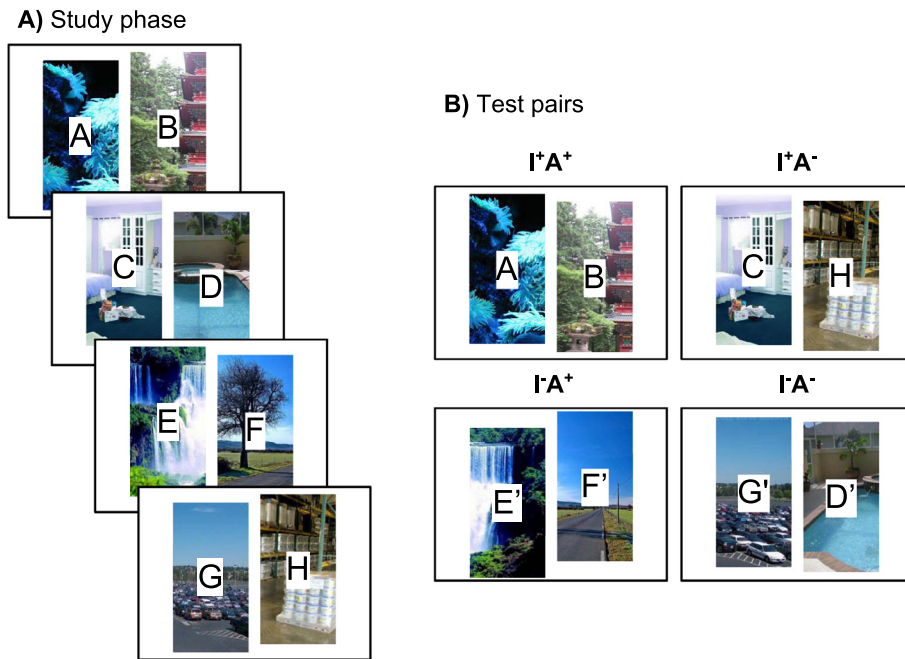 A) Study phase
A
B
C
D
E
F
G
H
B) Test pairs
I⁺A⁺
I⁺A⁻
A
B
C
H
I⁻A⁺
I⁻A⁻
E’
F’
G'
D’